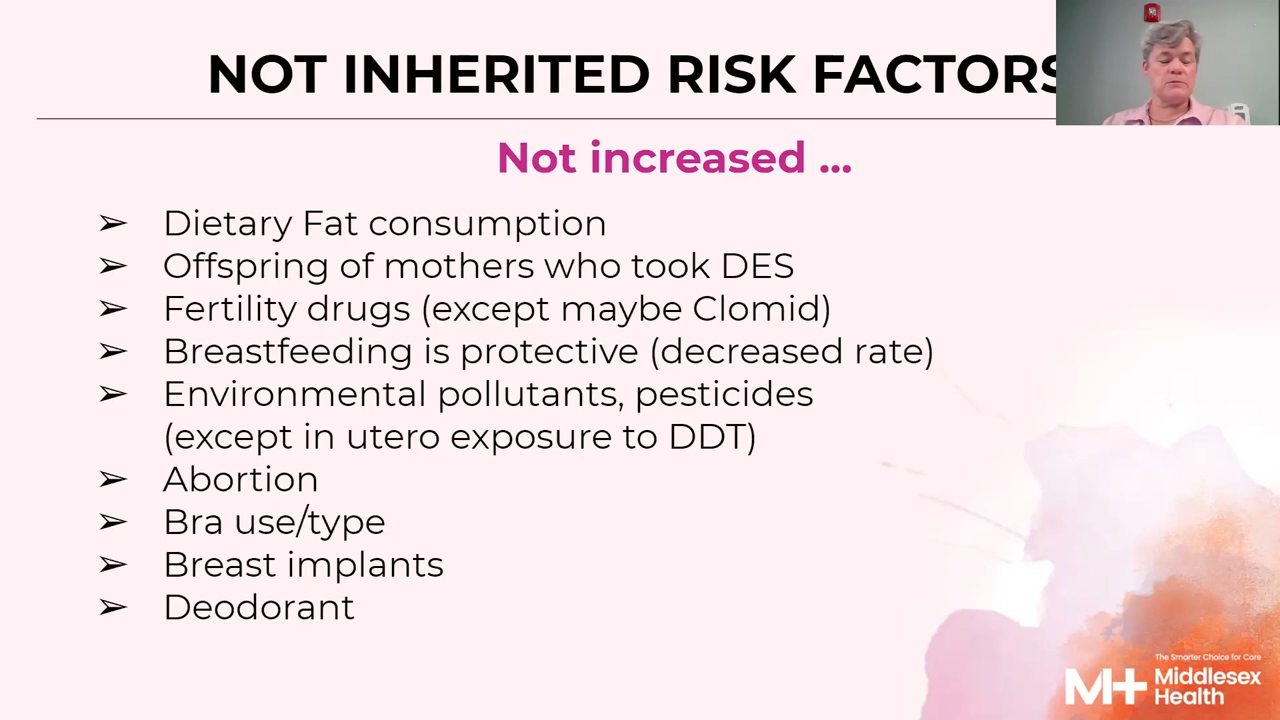 NOT INHERITED RISK FACTORS
Not increased ...
➢ Dietary Fat consumption
➢ Offspring of mothers who took DES
➢ Fertility drugs (except maybe Clomid)
➢ Breastfeeding is protective (decreased rate)
➢ Environmental pollutants, pesticides
(except in utero exposure to DDT)
➢ Abortion
➢ Bra use/type
➢ Breast implants
➢ Deodorant
The Smarter Choice for Care
M+ Middlesex
Health